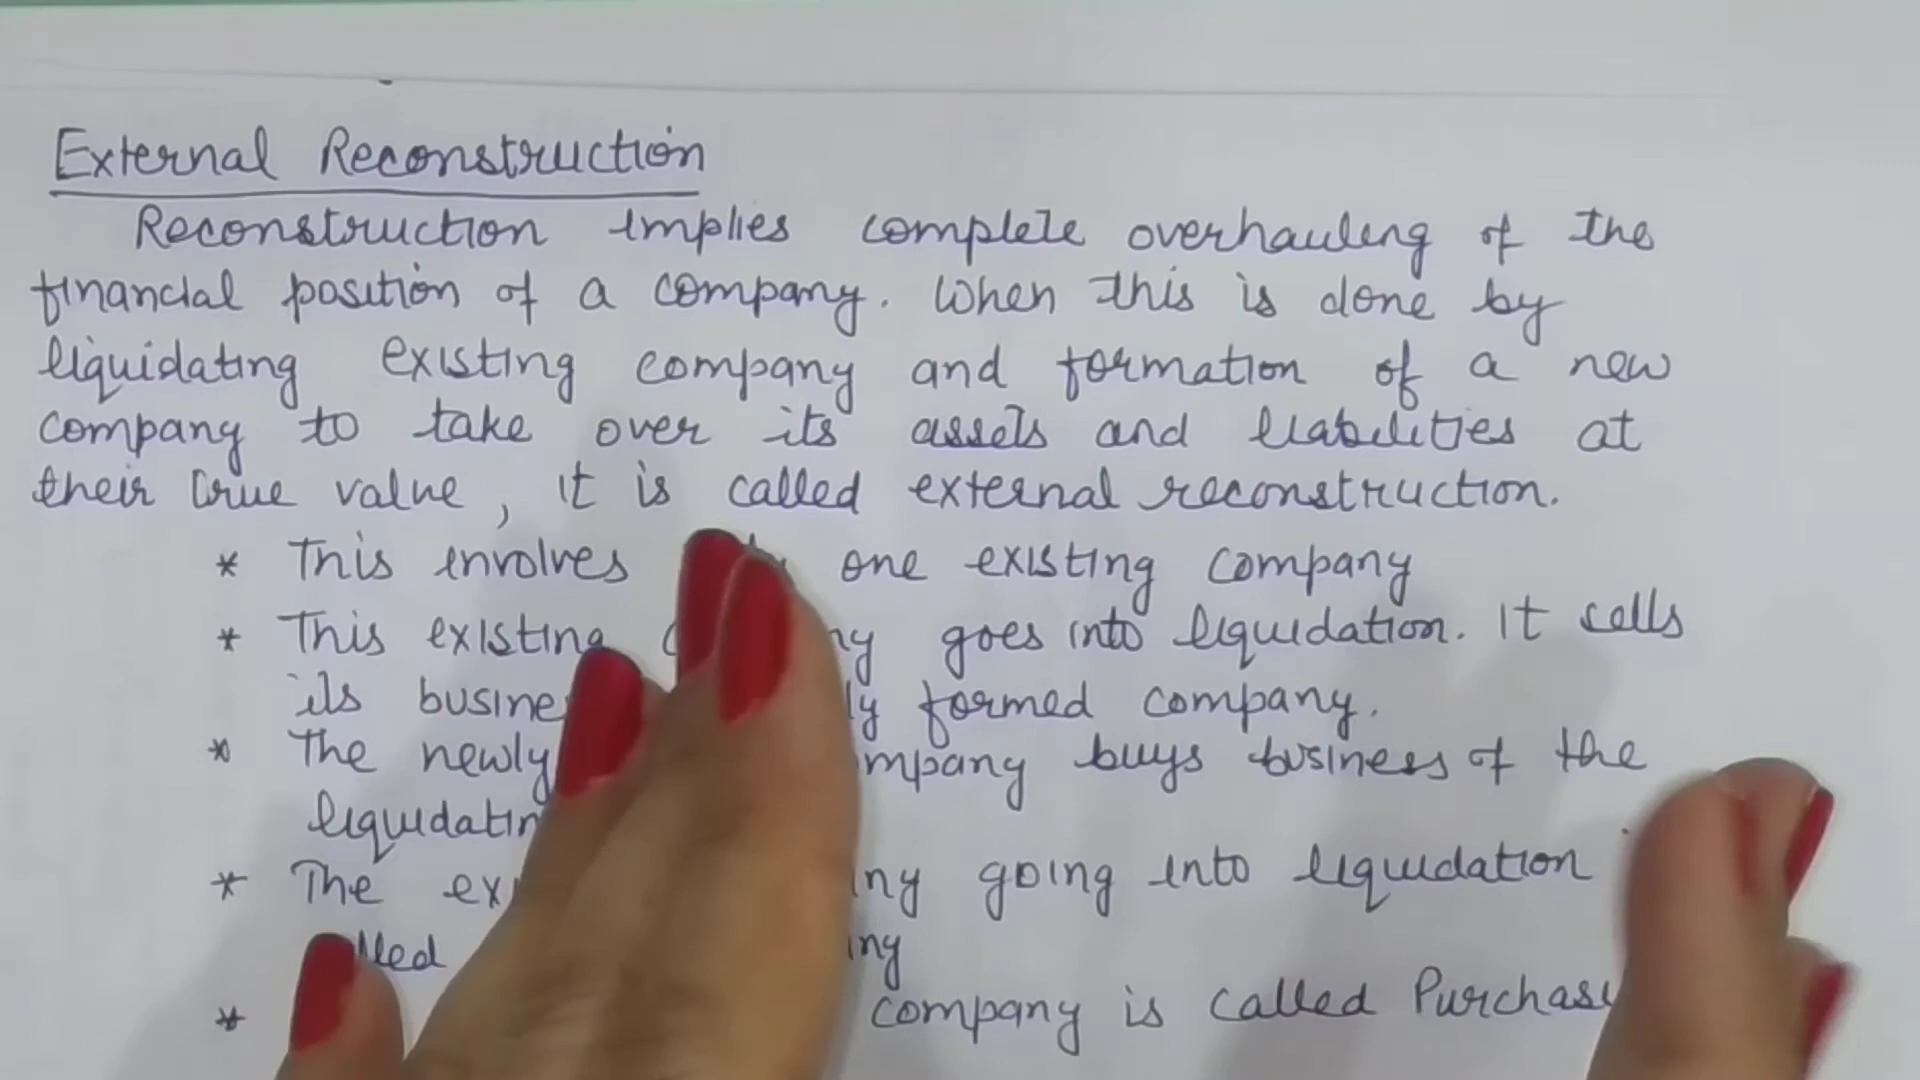 External Reconstruction
Reconstruction implies complete overhauling of the
financial position of a company. When this is done by
liquidating existing company and formation of a new
company to take over its assets and liabilities at
their true value, it is called external reconstruction.
* This involves one existing company
* This existing goes into liquidation. It sells
its formed company.
* The newly buys business of the
* The going into liquidation
* company is called